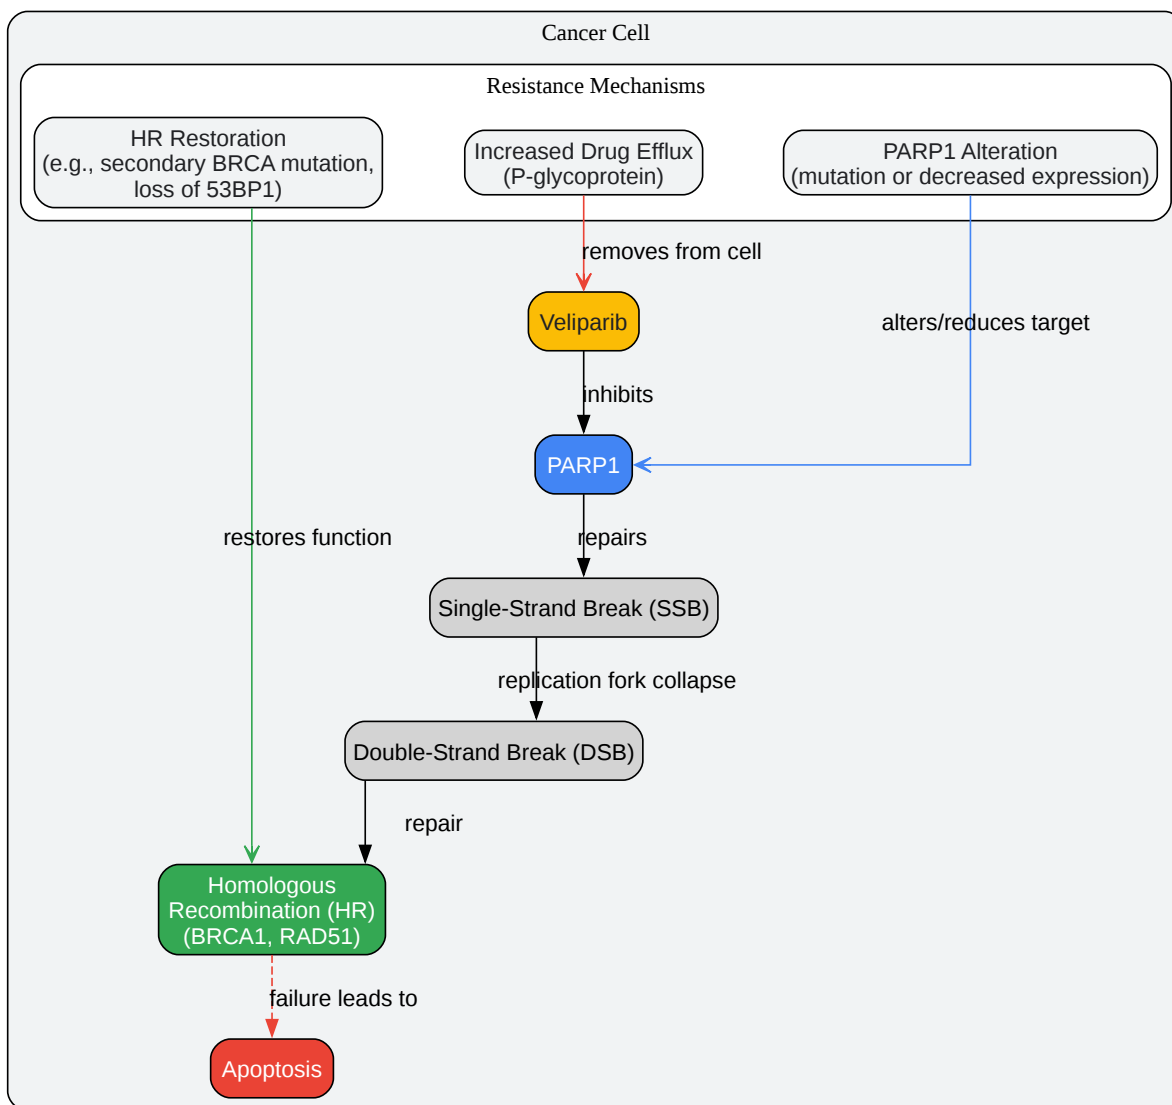 Cancer Cell
Resistance Mechanisms
HR Restoration
(e.g., secondary BRCA mutation,
loss of 53BP1)
Increased Drug Efflux
(P-glycoprotein)
PARP1 Alteration
(mutation or decreased expression)
removes from cell
Veliparib
alters/reduces target
inhibits
PARP1
restores function
repairs
Single-Strand Break (SSB)
replication fork collapse
Double-Strand Break (DSB)
repair
Homologous
Recombination (HR)
(BRCA1, RAD51)
failure leads to
Apoptosis